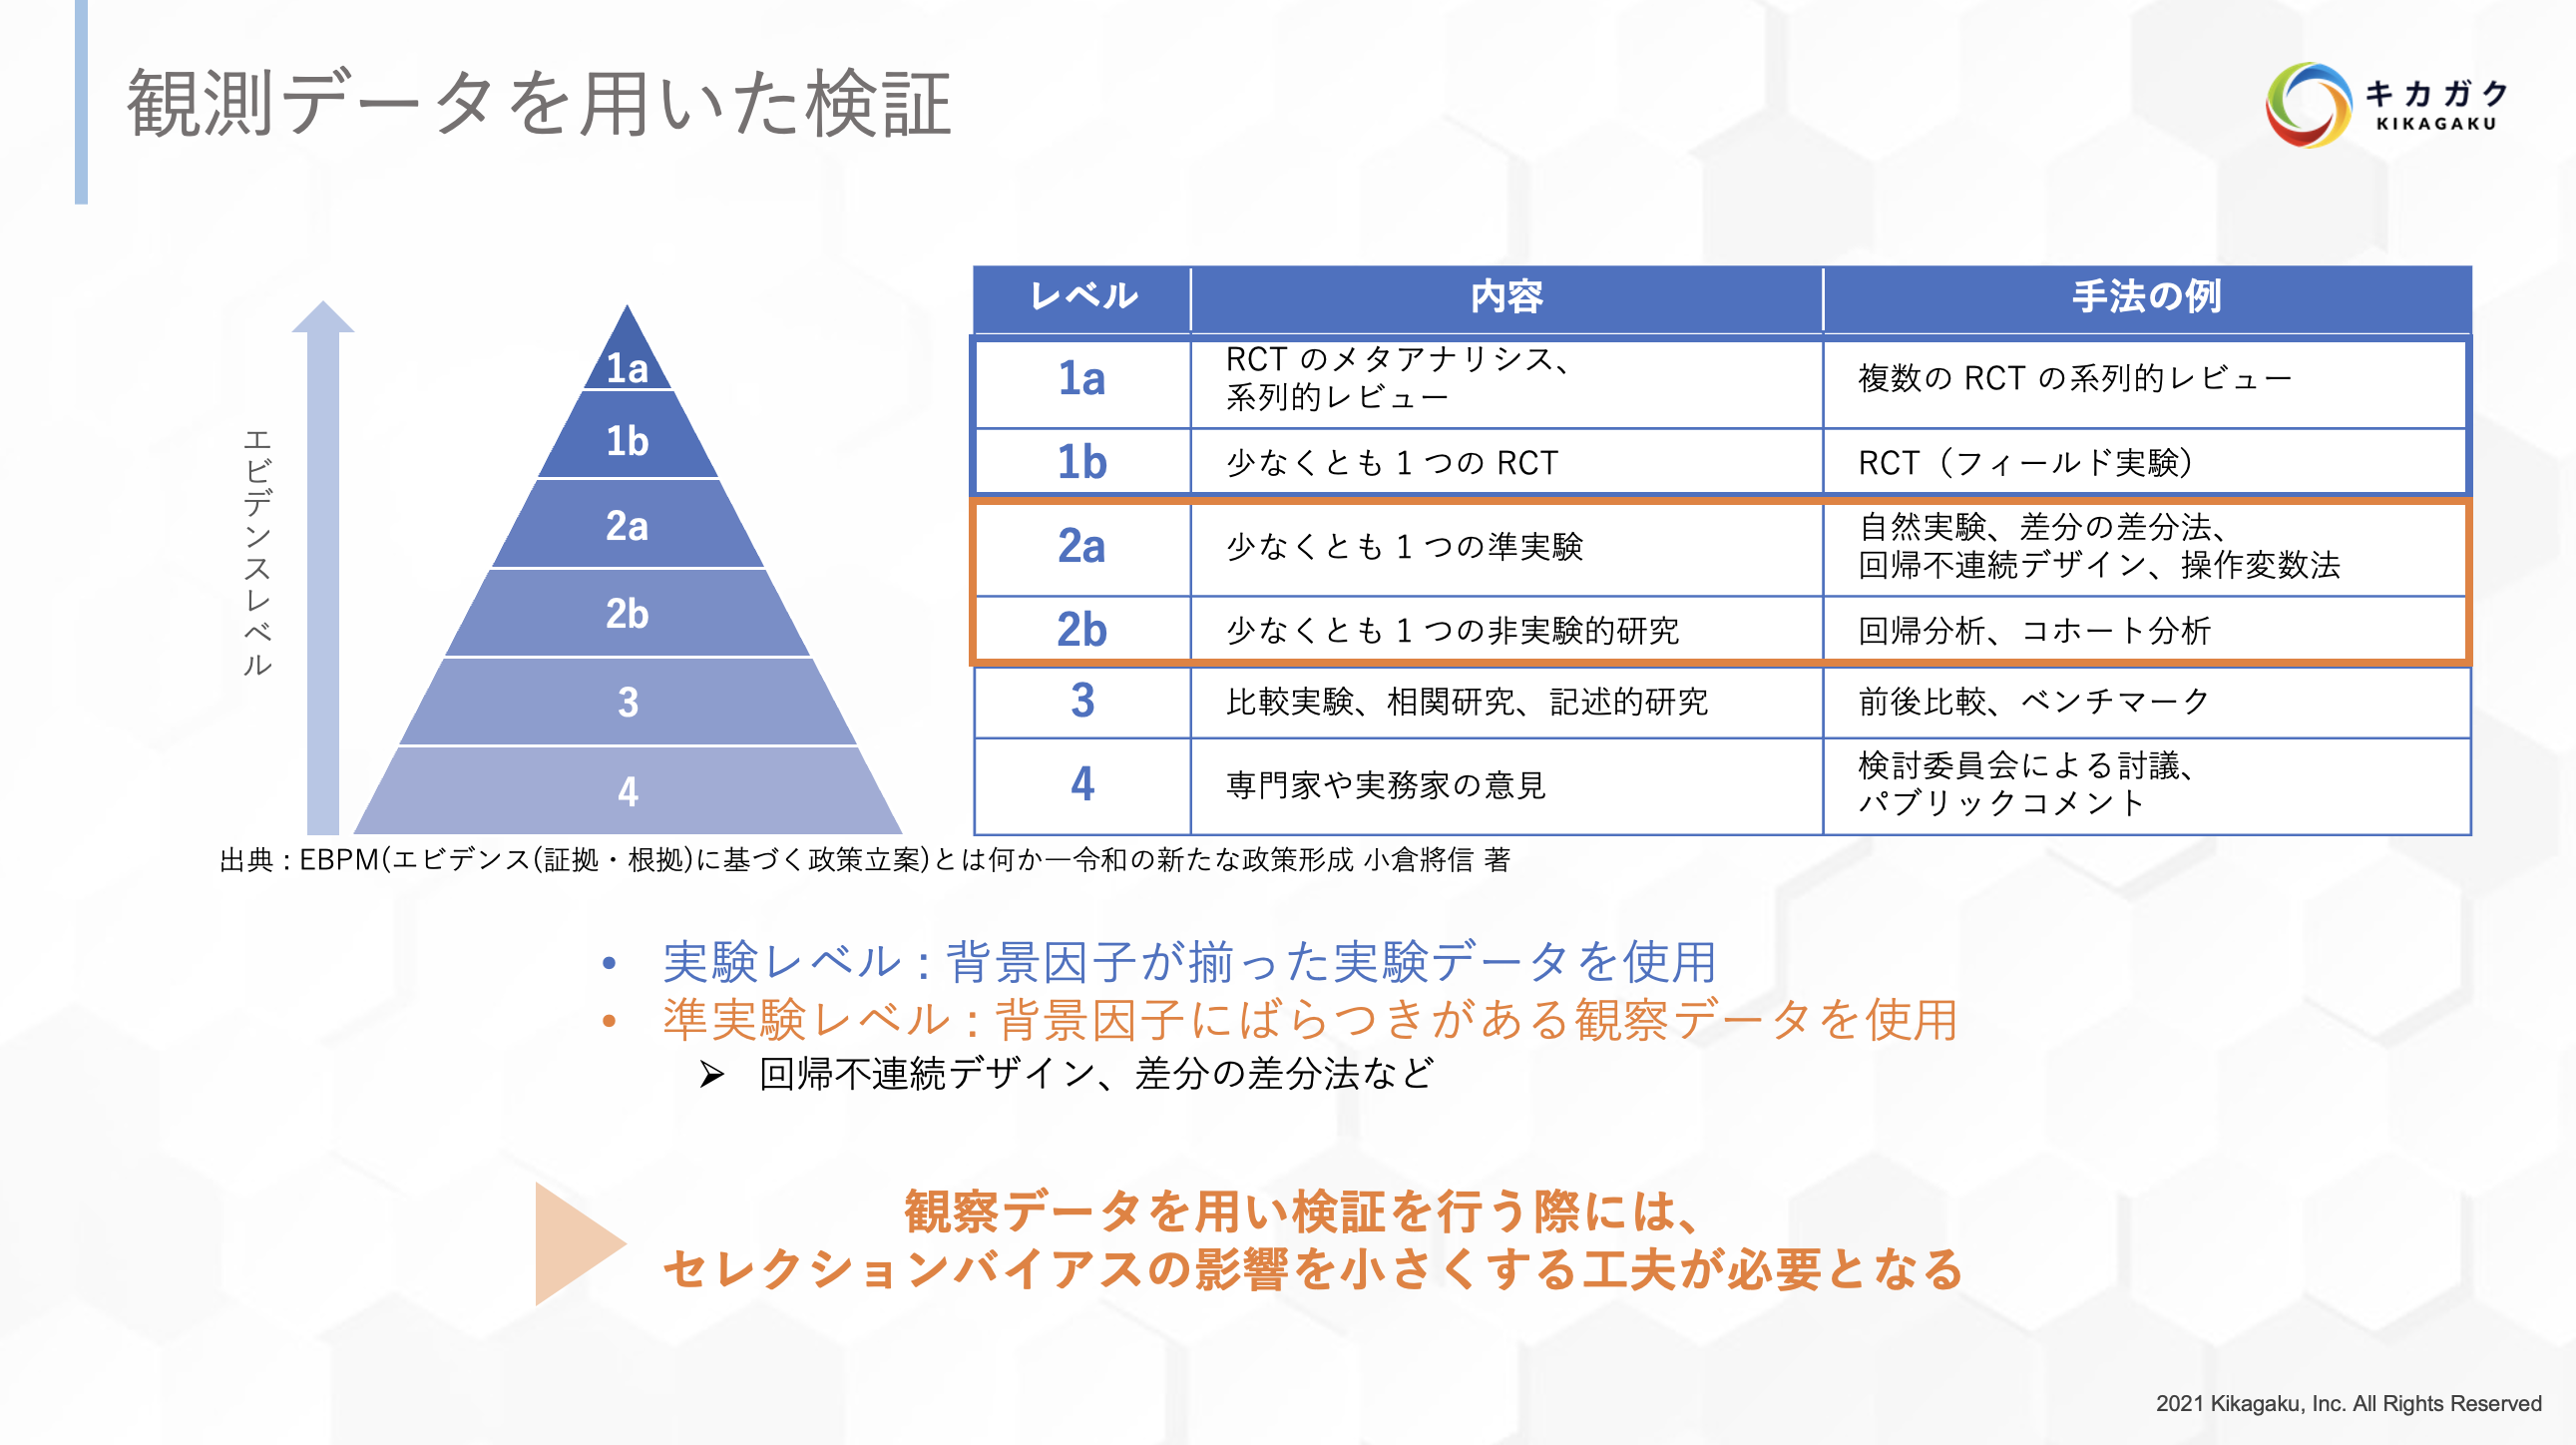 観測データを用いた検証
キカガク
KIKAGAKU
エビデンスレベル
1a
1b
2a
2b
3
4
レベル 内容 手法の例
1a RCT のメタアナリシス、
系列的レビュー 複数の RCT の系列的レビュー
1b 少なくとも 1 つの RCT RCT（フィールド実験）
2a 少なくとも 1 つの準実験 自然実験、差分の差分法、
回帰不連続デザイン、操作変数法
2b 少なくとも 1 つの非実験的研究 回帰分析、コホート分析
3 比較実験、相関研究、記述的研究 前後比較、ベンチマーク
4 専門家や実務家の意見 検討委員会による討議、
パブリックコメント
出典 : EBPM(エビデンス(証拠・根拠)に基づく政策立案)とは何か―令和の新たな政策形成 小倉將信 著
• 実験レベル : 背景因子が揃った実験データを使用
• 準実験レベル : 背景因子にばらつきがある観察データを使用
➢ 回帰不連続デザイン、差分の差分法など
観察データを用い検証を行う際には、
セレクションバイアスの影響を小さくする工夫が必要となる
2021 Kikagaku, Inc. All Rights Reserved